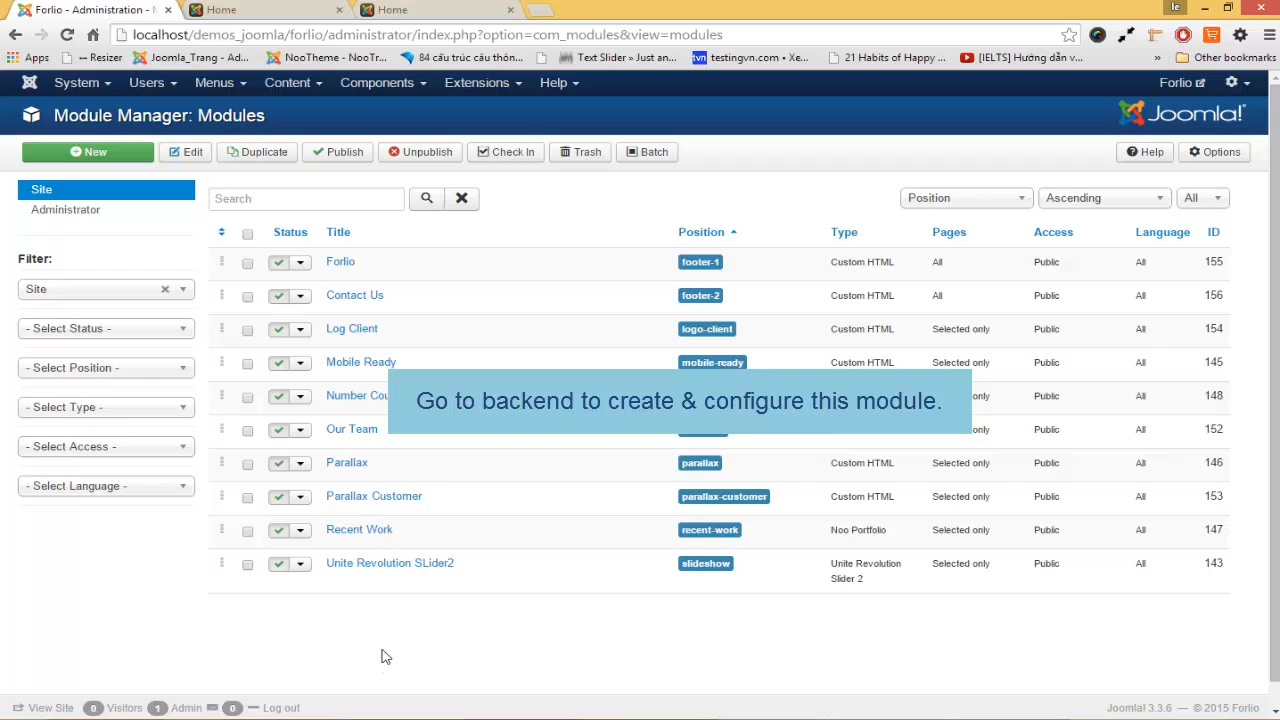 Forlio - Administration - M
Home
Home
le
localhost/demos_joomla/forlio/administrator/index.php?option=com_modules&view=modules
Apps
-- Resizer
Joomla_Trang - Ad...
NooTheme - NooTr...
84 cấu trúc câu thôn...
Text Slider » Just an...
tvn
testingvn.com • Xe...
21 Habits of Happy ...
[IELTS] Hướng dẫn v...
»
Other bookmarks
System Users Menus Content Components Extensions Help
Forlio
Module Manager: Modules
Joomla!
New
Edit
Duplicate
Publish
Unpublish
Check In
Trash
Batch
Help
Options
Site
Administrator
Filter:
Site
- Select Status -
- Select Position -
- Select Type -
- Select Access -
- Select Language -
Search
Position
Ascending
All
Status Title Position Type Pages Access Language ID
Forlio footer-1 Custom HTML All Public All 155
Contact Us footer-2 Custom HTML All Public All 156
Log Client logo-client Custom HTML Selected only Public All 154
Mobile Ready mobile-ready Custom HTML Selected only Public All 145
Number Cou Public All 148
Go to backend to create & configure this module.
Our Team only Public All 152
Parallax parallax Custom HTML Selected only Public All 146
Parallax Customer parallax-customer Custom HTML Selected only Public All 153
Recent Work recent-work Noo Portfolio Selected only Public All 147
Unite Revolution SLider2 slideshow Unite Revolution Selected only Public All 143
Slider 2
View Site 0 Visitors 1 Admin 0 Log out
Joomla! 3.3.6 — © 2015 Forlio